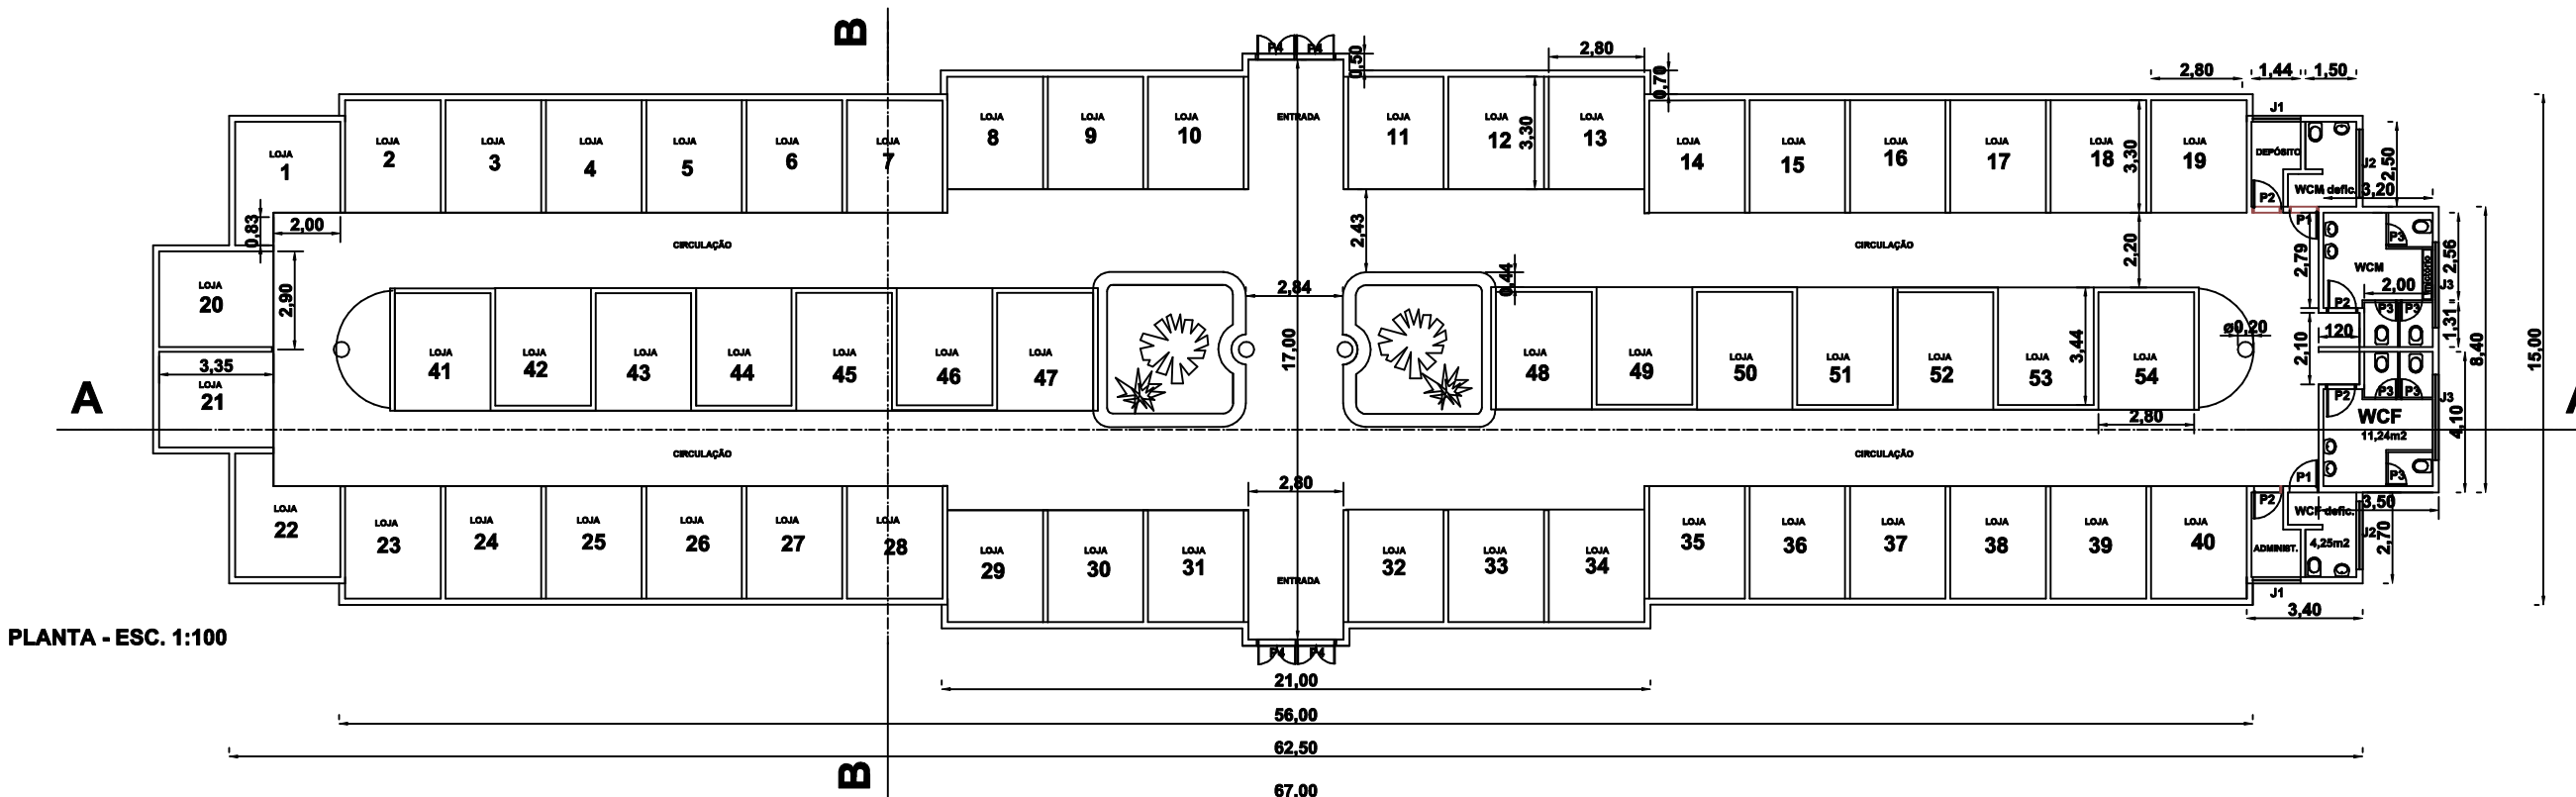 B
P4 P4
0,50
2,80
0,70
2,80
1,44
1,50
J1
LOJA
1
LOJA
2
LOJA
3
LOJA
4
LOJA
5
LOJA
6
LOJA
7
LOJA
8
LOJA
9
LOJA
10
ENTRADA
LOJA
11
LOJA
12
3,30
LOJA
13
LOJA
14
LOJA
15
LOJA
16
LOJA
17
LOJA
18
3,30
LOJA
19
DEPÓSITO
J2
2,50
WCM defic.
3,20
P2
P1
0,83
2,00
CIRCULAÇÃO
2,43
CIRCULAÇÃO
2,20
2,79
P3
WCM
mictório
2,56
2,00
J3
LOJA
20
2,90
2,84
0,44
P2
P3 P3
1,31
17,00
ø0,20
120
2,10
8,40
15,00
3,35
LOJA
21
LOJA
41
LOJA
42
LOJA
43
LOJA
44
LOJA
45
LOJA
46
LOJA
47
LOJA
48
LOJA
49
LOJA
50
LOJA
51
LOJA
52
LOJA
53
3,44
LOJA
54
2,80
P2
P3 P3
J3
WCF
11,24m2
4,10
A
CIRCULAÇÃO
CIRCULAÇÃO
P1
P3
2,80
P2
3,50
WCF defic.
J2
4,25m2
2,70
ADMINIST.
J1
3,40
LOJA
22
LOJA
23
LOJA
24
LOJA
25
LOJA
26
LOJA
27
LOJA
28
LOJA
29
LOJA
30
LOJA
31
ENTRADA
LOJA
32
LOJA
33
LOJA
34
LOJA
35
LOJA
36
LOJA
37
LOJA
38
LOJA
39
LOJA
40
P4 P4
PLANTA - ESC. 1:100
21,00
56,00
62,50
B
67,00